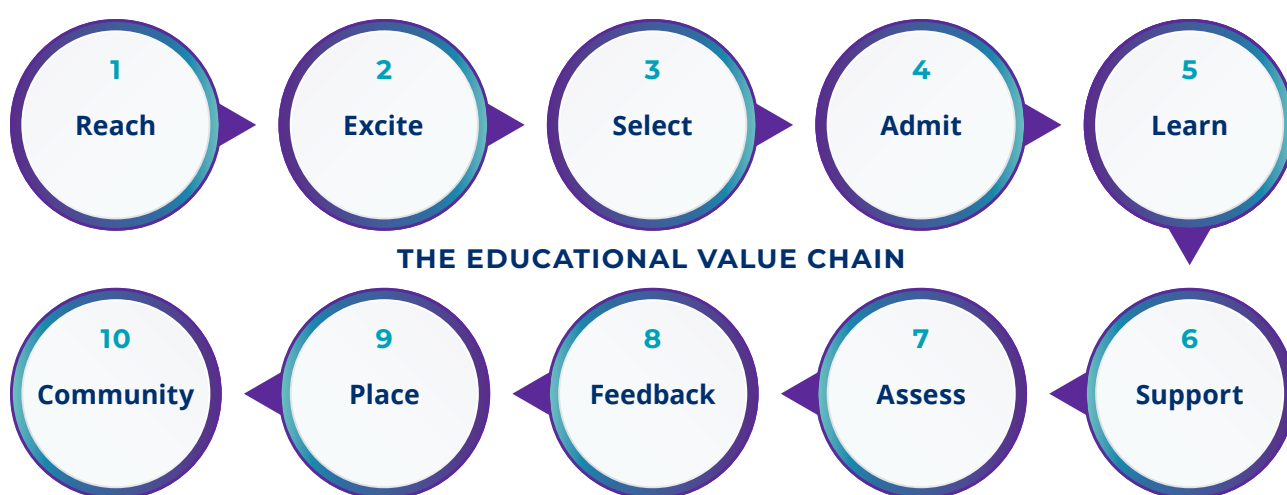 1
Reach
2
Excite
3
Select
4
Admit
5
Learn
THE EDUCATIONAL VALUE CHAIN
6
Support
7
Assess
8
Feedback
9
Place
10
Community